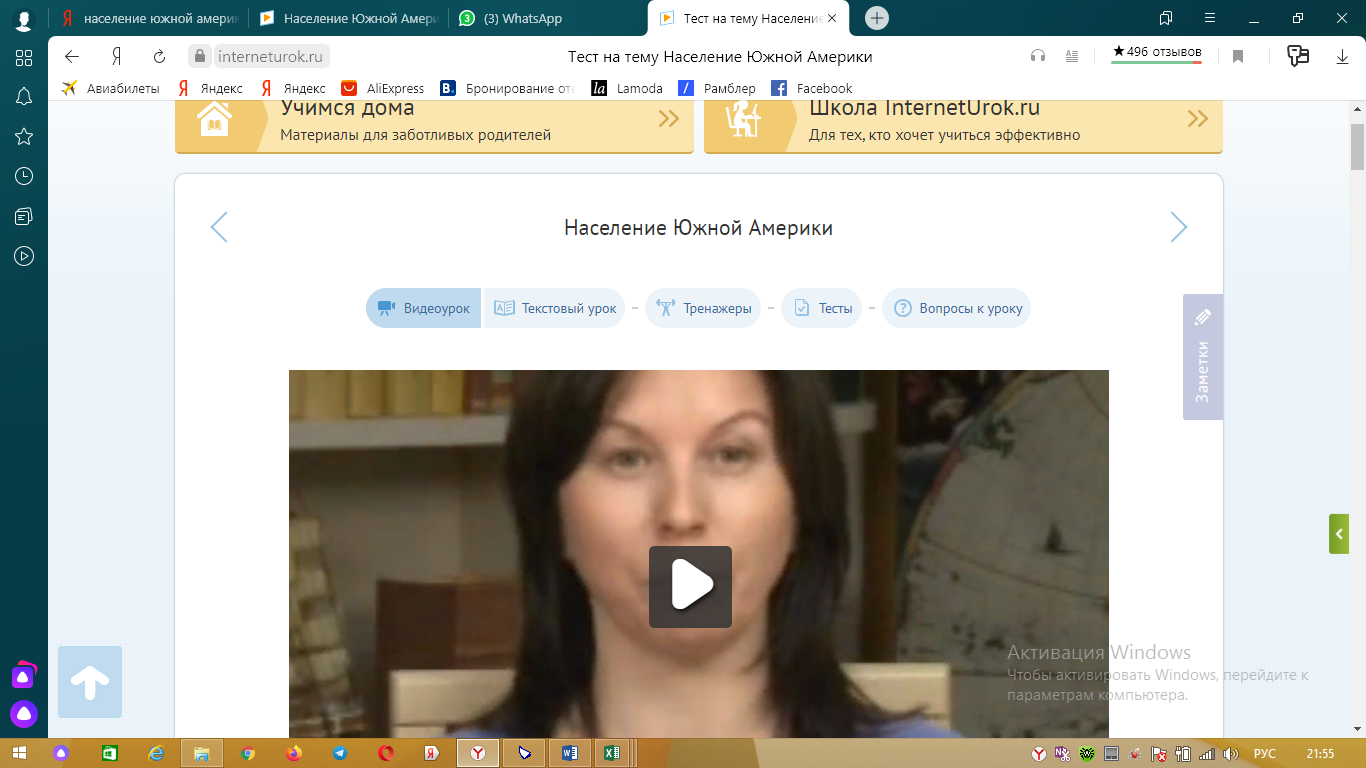 население южной америк
Население Южной Амери
(3) WhatsApp
Тест на тему Население
interneturok.ru
Тест на тему Население Южной Америки
★496 отзывов
Авиабилеты
Яндекс
Яндекс
AliExpress
Бронирование оте
Lamoda
Рамблер
Facebook
Учимся дома
Материалы для заботливых родителей
Школа InternetUrok.ru
Для тех, кто хочет учиться эффективно
Население Южной Америки
Видеоурок
Текстовый урок
Тренажеры
Тесты
Вопросы к уроку
Заметки
Активация Windows
Чтобы активировать Windows, перейдите к
параметрам компьютера.
РУС
21:55